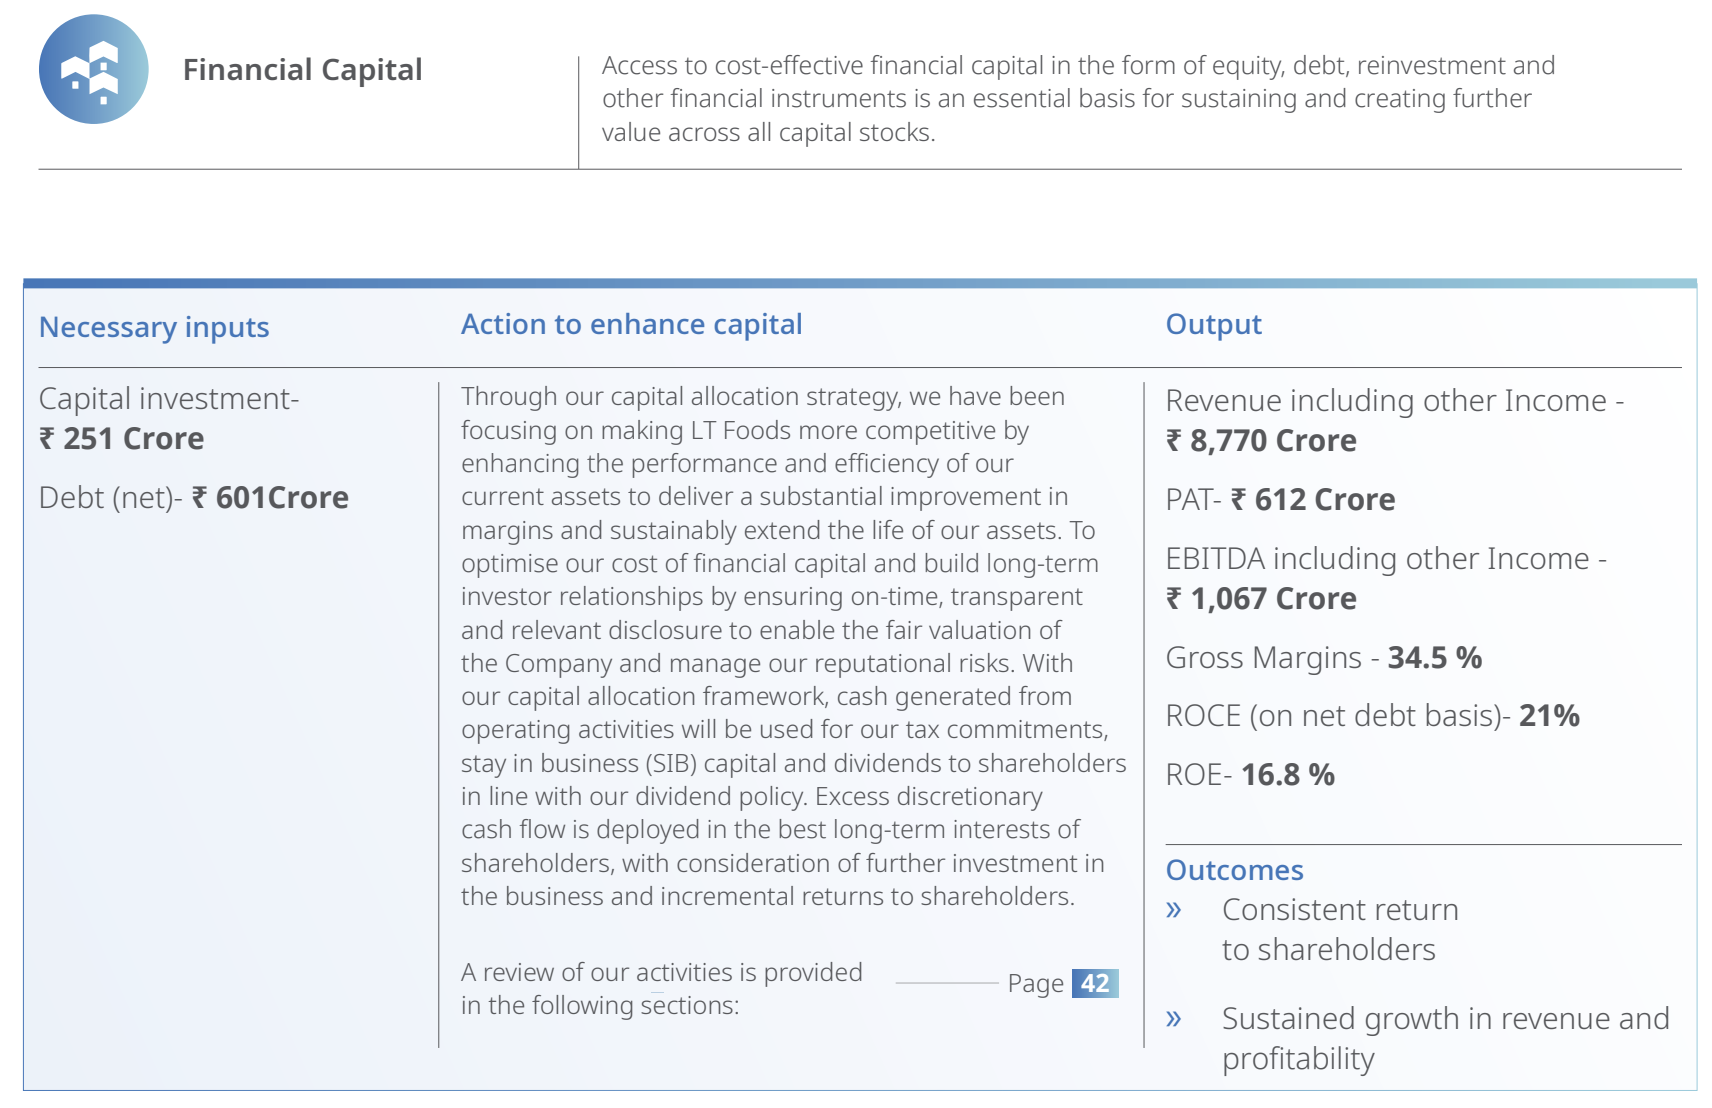 Financial Capital
Access to cost-effective financial capital in the form of equity, debt, reinvestment and
other financial instruments is an essential basis for sustaining and creating further
value across all capital stocks.
Necessary inputs
Capital investment-
₹ 251 Crore
Debt (net)- ₹ 601Crore
Action to enhance capital
Through our capital allocation strategy, we have been
focusing on making LT Foods more competitive by
enhancing the performance and efficiency of our
current assets to deliver a substantial improvement in
margins and sustainably extend the life of our assets. To
optimise our cost of financial capital and build long-term
investor relationships by ensuring on-time, transparent
and relevant disclosure to enable the fair valuation of
the Company and manage our reputational risks. With
our capital allocation framework, cash generated from
operating activities will be used for our tax commitments,
stay in business (SIB) capital and dividends to shareholders
in line with our dividend policy. Excess discretionary
cash flow is deployed in the best long-term interests of
shareholders, with consideration of further investment in
the business and incremental returns to shareholders.
A review of our activities is provided
in the following sections:
Page 42
Output
Revenue including other Income -
₹ 8,770 Crore
PAT- ₹ 612 Crore
EBITDA including other Income -
₹ 1,067 Crore
Gross Margins - 34.5 %
ROCE (on net debt basis)- 21%
ROE- 16.8 %
Outcomes
» Consistent return
to shareholders
» Sustained growth in revenue and
profitability